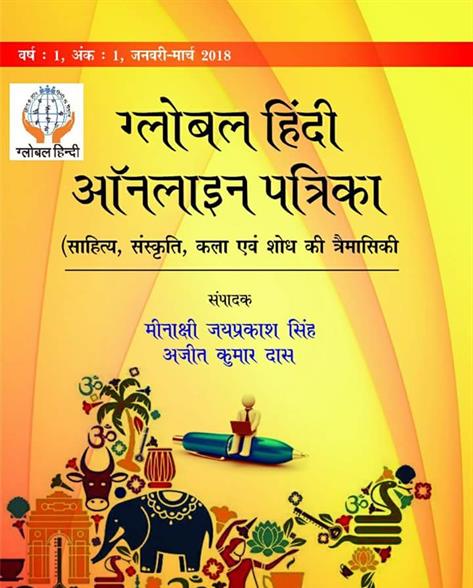 वर्ष : 1, अंक : 1, जनवरी-मार्च 2018
ग्लोबल हिन्दी
ग्लोबल हिंदी
ऑनलाइन पत्रिका
(साहित्य, संस्कृति, कला एवं शोध की त्रैमासिकी
संपादक
मीनाक्षी जयप्रकाश सिंह
अजीत कुमार दास